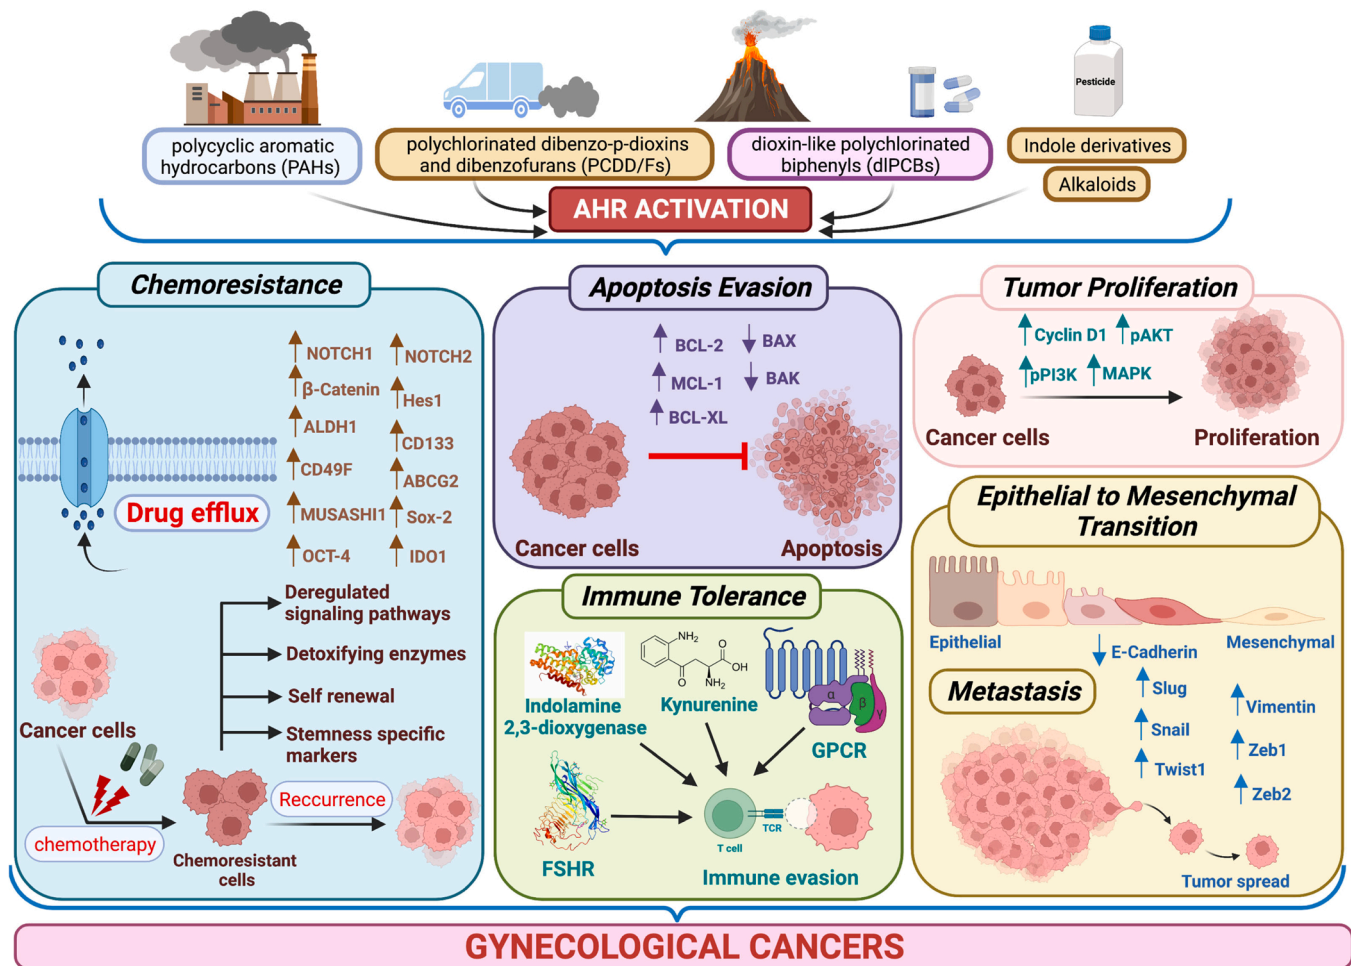 Pesticide
polycyclic aromatic
hydrocarbons (PAHs)
polychlorinated dibenzo-p-dioxins
and dibenzofurans (PCDD/Fs)
dioxin-like polychlorinated
biphenyls (dlPCBs)
Indole derivatives
Alkaloids
AHR ACTIVATION
Chemoresistance
NOTCH1
NOTCH2
β-Catenin
Hes1
ALDH1
CD133
CD49F
ABCG2
MUSASHI1
Sox-2
OCT-4
IDO1
Drug efflux
Deregulated
signaling pathways
Detoxifying enzymes
Self renewal
Stemness specific
markers
Cancer cells
chemotherapy
Chemoresistant
cells
Reccurrence
Apoptosis Evasion
BCL-2
BAX
MCL-1
BAK
BCL-XL
Cancer cells
Apoptosis
Immune Tolerance
Indolamine
2,3-dioxygenase
NH2
O
O
OH
NH2
Kynurenine
α
β
γ
GPCR
FSHR
TCR
T cell
Immune evasion
Tumor Proliferation
Cyclin D1
pAKT
pPI3K
MAPK
Cancer cells
Proliferation
Epithelial to Mesenchymal
Transition
Epithelial
Mesenchymal
E-Cadherin
Slug
Vimentin
Snail
Zeb1
Twist1
Zeb2
Metastasis
Tumor spread
GYNECOLOGICAL CANCERS